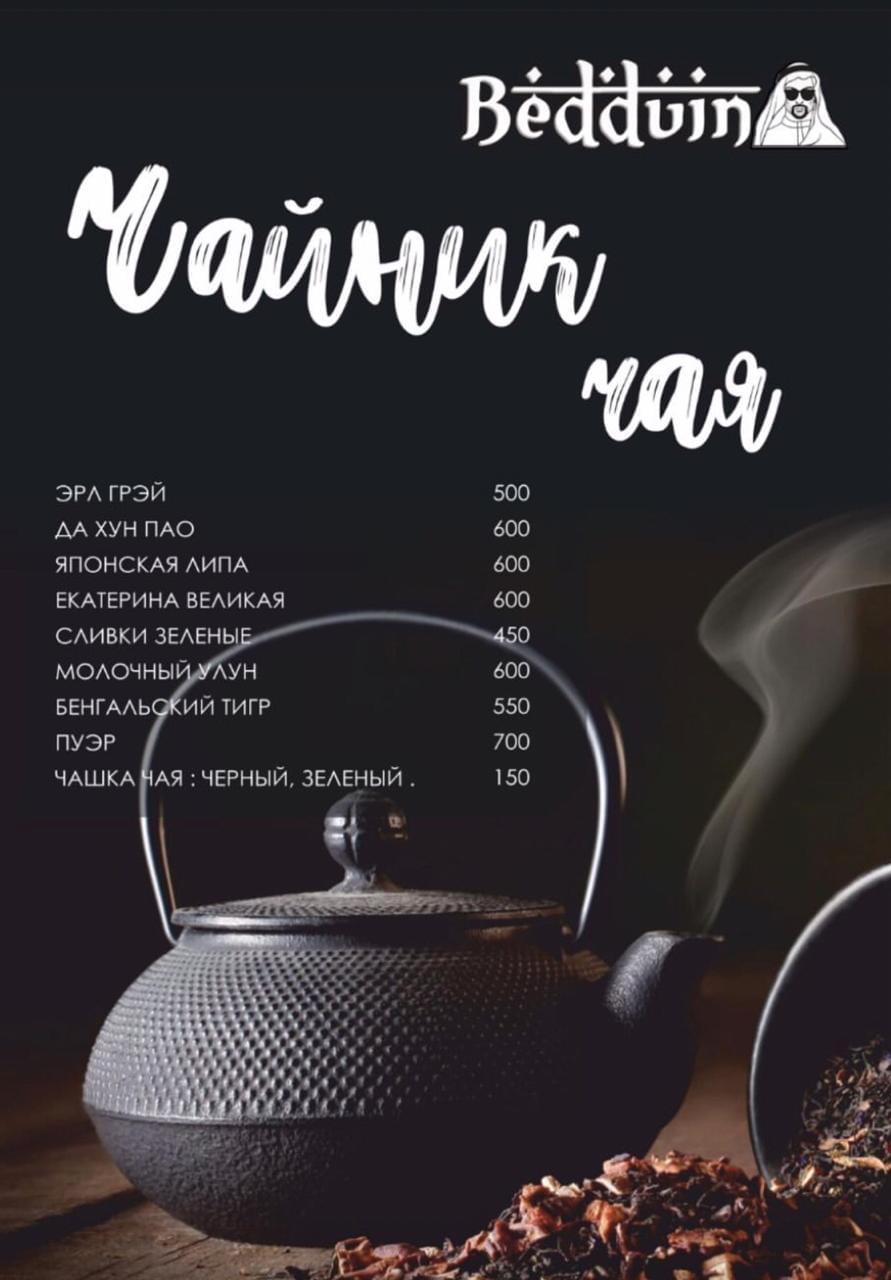 Bedduin
Чайник
чая
ЭРЛ ГРЭЙ 500
ДА ХУН ПАО 600
ЯПОНСКАЯ ЛИПА 600
ЕКАТЕРИНА ВЕЛИКАЯ 600
СЛИВКИ ЗЕЛЕНЫЕ 450
МОЛОЧНЫЙ УЛУН 600
БЕНГАЛЬСКИЙ ТИГР 550
ПУЭР 700
ЧАШКА ЧАЯ : ЧЕРНЫЙ, ЗЕЛЕНЫЙ . 150